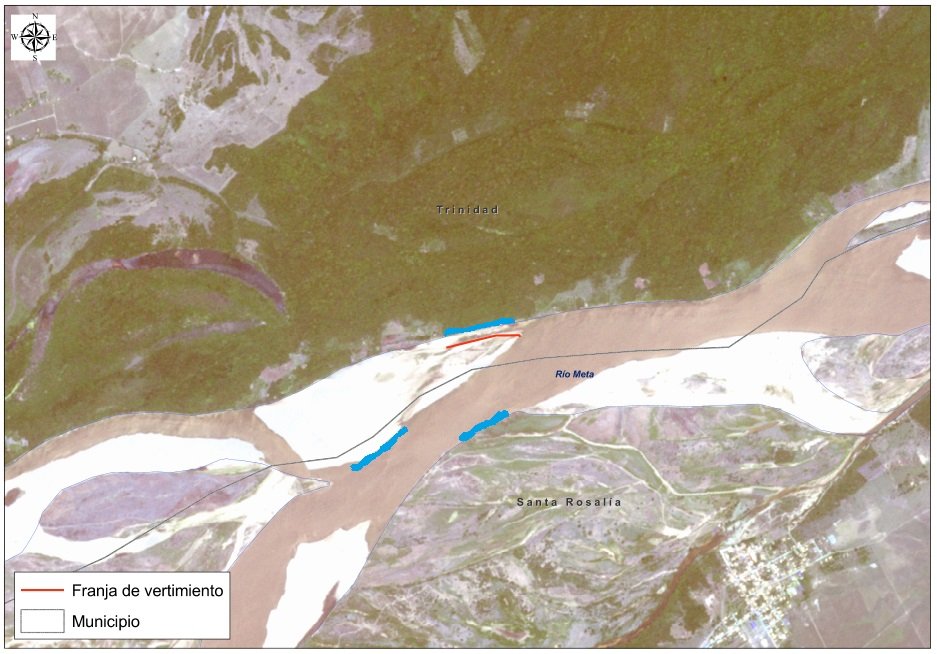 N
W E
S
Trinidad
Río Meta
Santa Rosalía
Franja de vertimiento
Municipio